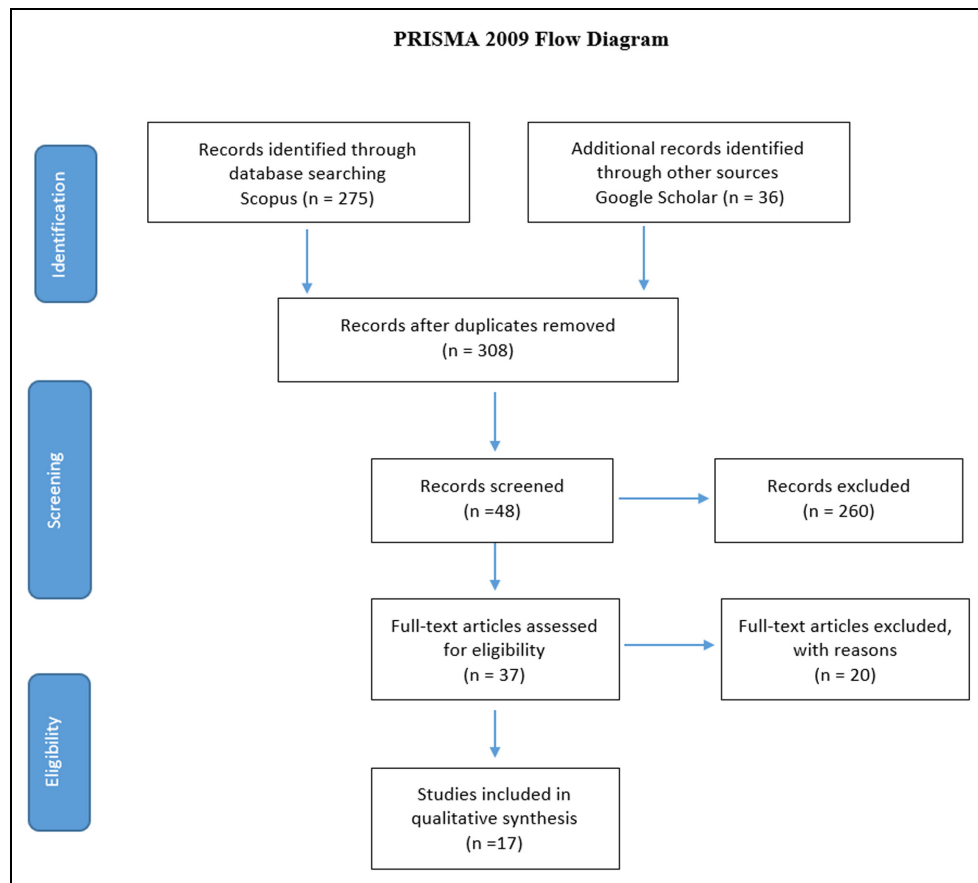 PRISMA 2009 Flow Diagram
Identification
Records identified through
database searching
Scopus (n = 275)
Additional records identified
through other sources
Google Scholar (n = 36)
Records after duplicates removed
(n = 308)
Screening
Records screened
(n =48)
Records excluded
(n = 260)
Full-text articles assessed
for eligibility
(n = 37)
Full-text articles excluded,
with reasons
(n = 20)
Eligibility
Studies included in
qualitative synthesis
(n =17)